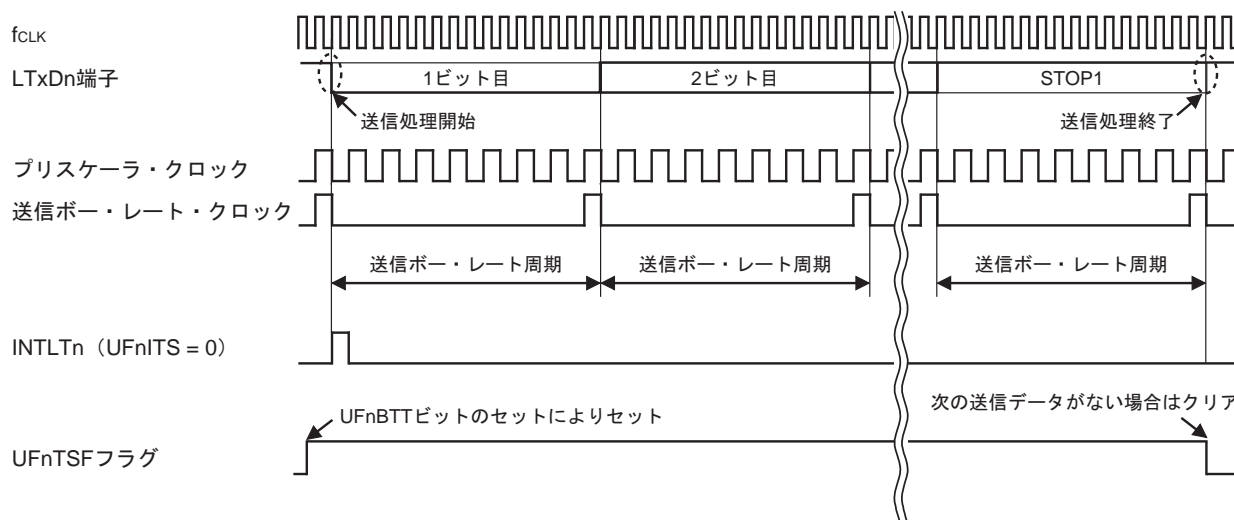 fCLK
LTxDn端子
1ビット目
2ビット目
STOP1
送信処理開始
送信処理終了
プリスケーラ・クロック
送信ボー・レート・クロック
送信ボー・レート周期
送信ボー・レート周期
送信ボー・レート周期
INTLTn（UFnITS = 0）
UFnBTTビットのセットによりセット
次の送信データがない場合はクリア
UFnTSFフラグ